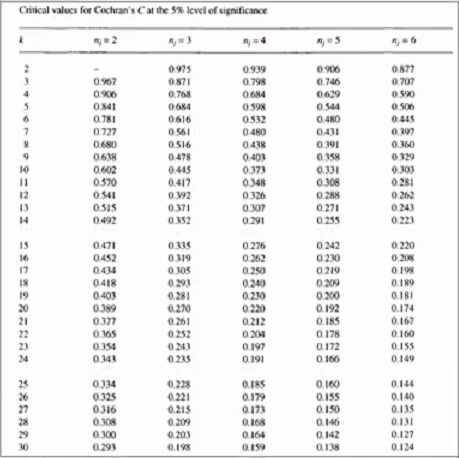 Critical values for Cochran's C at the 5% level of significance
k nj = 2 nj = 3 nj = 4 nj = 5 nj = 6
2 – 0.975 0.939 0.906 0.877
3 0.967 0.871 0.798 0.746 0.707
4 0.906 0.768 0.684 0.629 0.590
5 0.841 0.684 0.598 0.544 0.506
6 0.781 0.616 0.532 0.480 0.445
7 0.727 0.561 0.480 0.431 0.397
8 0.680 0.516 0.438 0.391 0.360
9 0.638 0.478 0.403 0.358 0.329
10 0.602 0.445 0.373 0.331 0.303
11 0.570 0.417 0.348 0.308 0.281
12 0.541 0.392 0.326 0.288 0.262
13 0.515 0.371 0.307 0.271 0.243
14 0.492 0.352 0.291 0.255 0.223
15 0.471 0.335 0.276 0.242 0.220
16 0.452 0.319 0.262 0.230 0.208
17 0.434 0.305 0.250 0.219 0.198
18 0.418 0.293 0.240 0.209 0.189
19 0.403 0.281 0.230 0.200 0.181
20 0.389 0.270 0.220 0.192 0.174
21 0.377 0.261 0.212 0.185 0.167
22 0.365 0.252 0.204 0.178 0.160
23 0.354 0.243 0.197 0.172 0.155
24 0.343 0.235 0.191 0.166 0.149
25 0.334 0.228 0.185 0.160 0.144
26 0.325 0.221 0.179 0.155 0.140
27 0.316 0.215 0.173 0.150 0.135
28 0.308 0.209 0.168 0.146 0.131
29 0.300 0.203 0.164 0.142 0.127
30 0.293 0.198 0.159 0.138 0.124